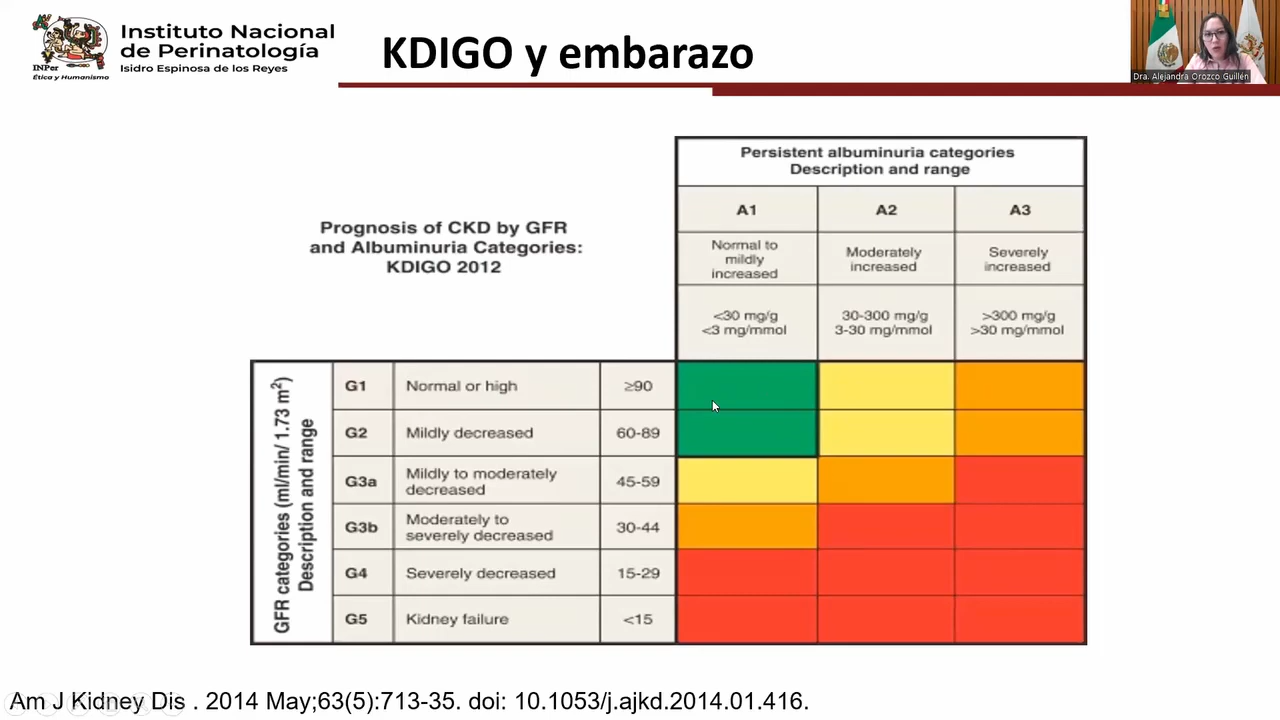 Instituto Nacional
de Perinatología
Isidro Espinosa de los Reyes
INPer
Ética y Humanismo
KDIGO y embarazo
Dra. Alejandra Orozco Guillén
Prognosis of CKD by GFR
and Albuminuria Categories:
KDIGO 2012
Persistent albuminuria categories
Description and range
A1
A2
A3
Normal to
mildly
increased
Moderately
increased
Severely
increased
<30 mg/g
<3 mg/mmol
30-300 mg/g
3-30 mg/mmol
>300 mg/g
>30 mg/mmol
GFR categories (ml/min/ 1.73 m²)
Description and range
G1
Normal or high
≥90
G2
Mildly decreased
60-89
G3a
Mildly to moderately
decreased
45-59
G3b
Moderately to
severely decreased
30-44
G4
Severely decreased
15-29
G5
Kidney failure
<15
Am J Kidney Dis . 2014 May;63(5):713-35. doi: 10.1053/j.ajkd.2014.01.416.